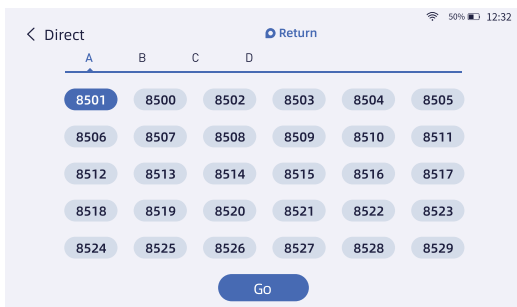 50% 12:32
Direct Return
A B C D
8501 8500 8502 8503 8504 8505
8506 8507 8508 8509 8510 8511
8512 8513 8514 8515 8516 8517
8518 8519 8520 8521 8522 8523
8524 8525 8526 8527 8528 8529
Go